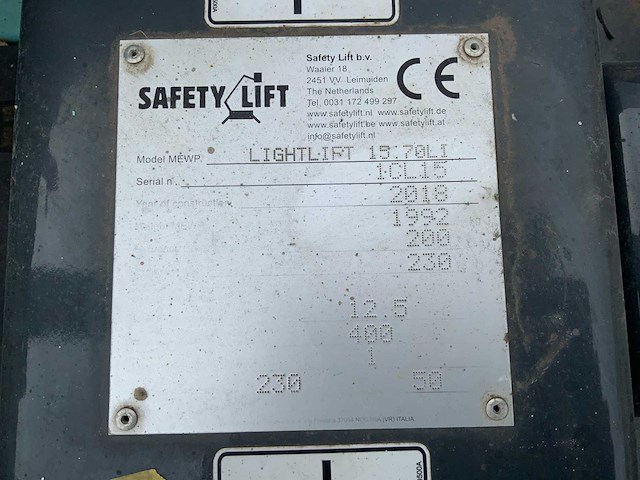 SAFETY LIFT
Safety Lift b.v.
Waaier 18
2451 VV Leimuiden
The Netherlands
Tel. 0031 172 499 297
www.safetylift.nl www.safetylift.de
www.safetylift.be www.safetylift.at
info@safetylift.nl
CE
Model MEWP LIGHTLIFT 15.70LI
Serial n. 1CL15
Year of construction 2018
1992
200
230
12.5
400
1
230 50
(VR) ITALIA